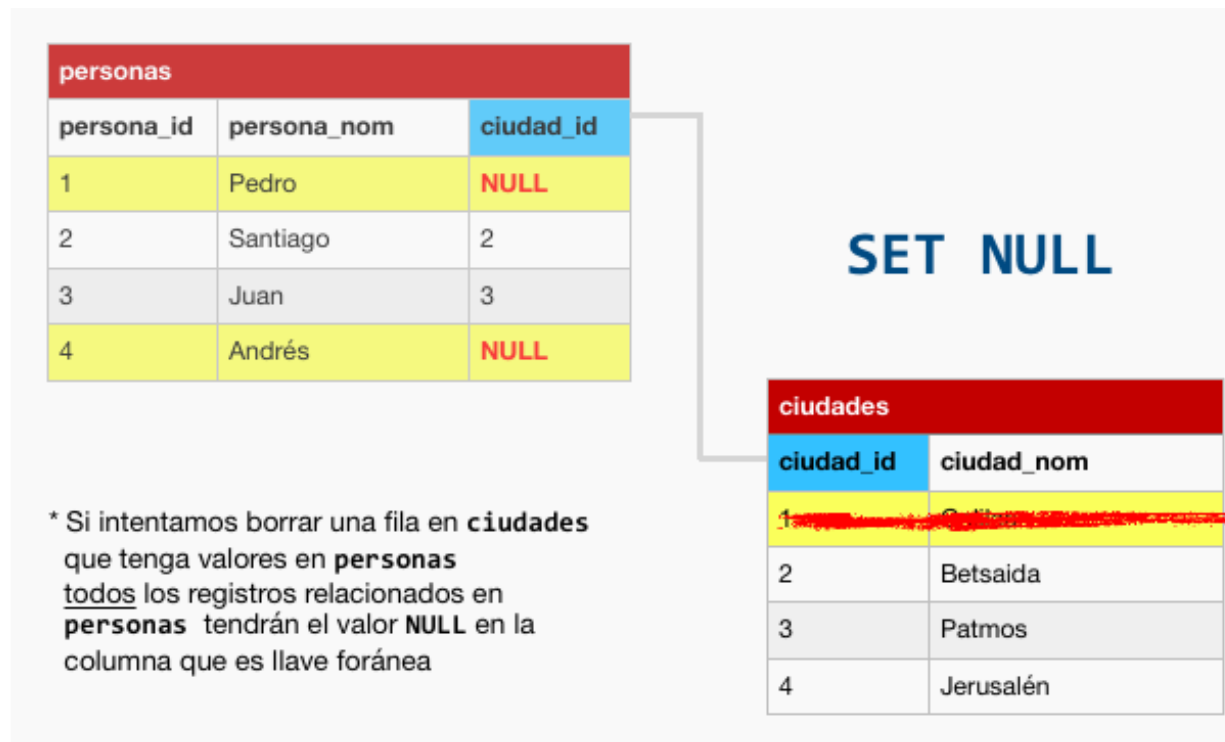 personas
persona_id persona_nom ciudad_id
1 Pedro NULL
2 Santiago 2
3 Juan 3
4 Andrés NULL
SET NULL
ciudades
ciudad_id ciudad_nom
1
2 Betsaida
3 Patmos
4 Jerusalén
* Si intentamos borrar una fila en ciudades
que tenga valores en personas
todos los registros relacionados en
personas tendrán el valor NULL en la
columna que es llave foránea